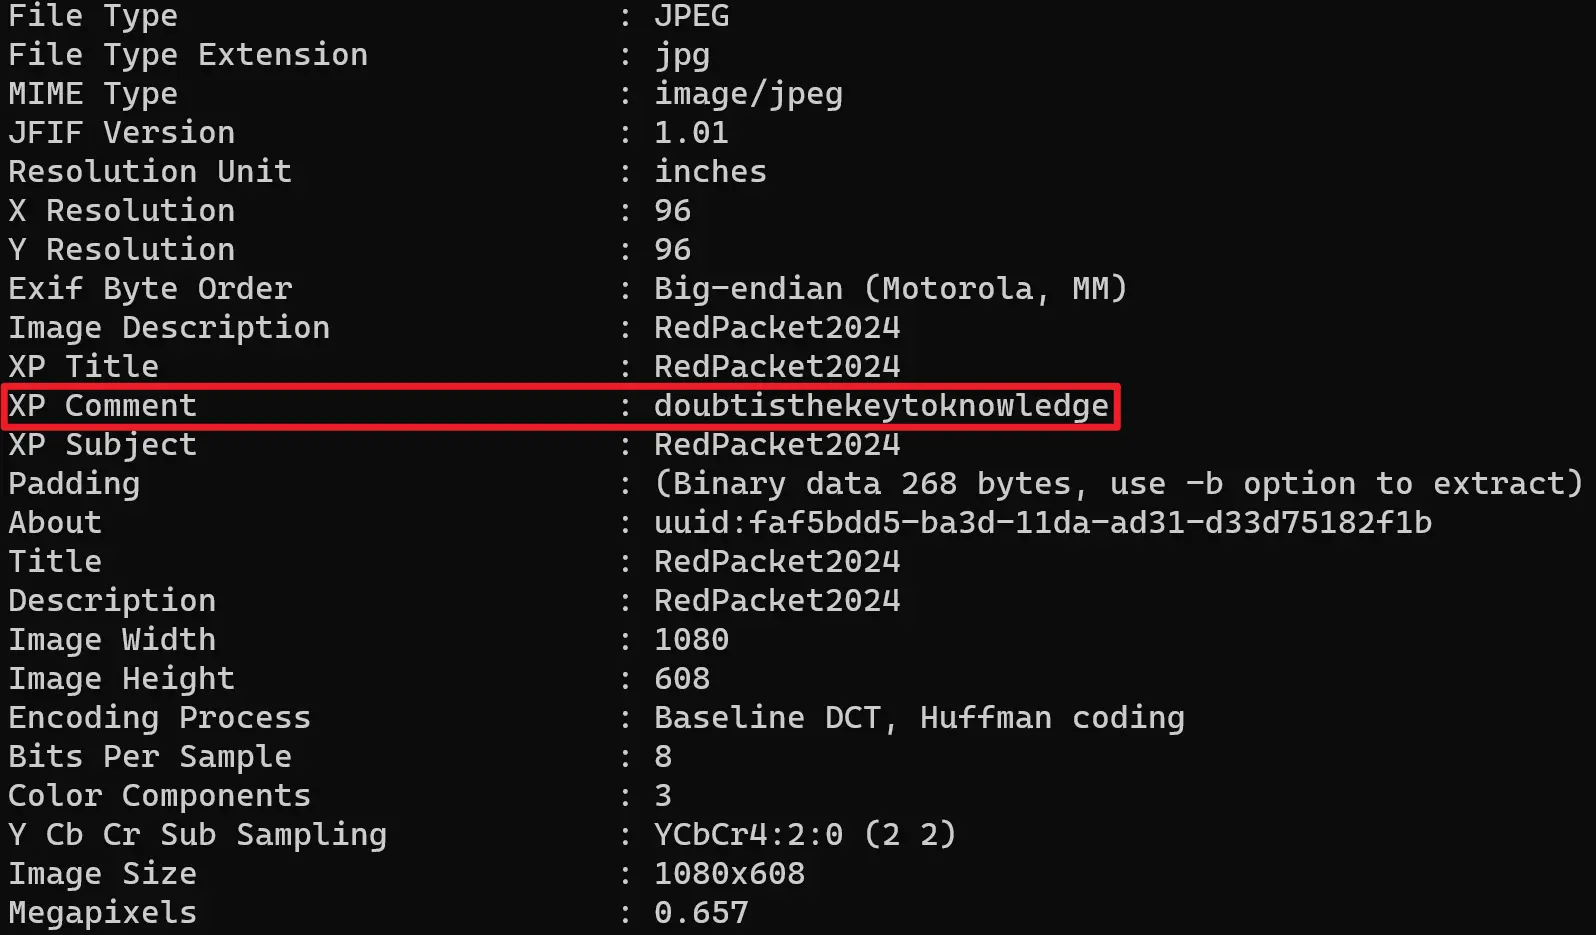 File Type : JPEG
File Type Extension : jpg
MIME Type : image/jpeg
JFIF Version : 1.01
Resolution Unit : inches
X Resolution : 96
Y Resolution : 96
Exif Byte Order : Big-endian (Motorola, MM)
Image Description : RedPacket2024
XP Title : RedPacket2024
XP Comment : doubtisthekeytoknowledge
XP Subject : RedPacket2024
Padding : (Binary data 268 bytes, use -b option to extract)
About : uuid:faf5bdd5-ba3d-11da-ad31-d33d75182f1b
Title : RedPacket2024
Description : RedPacket2024
Image Width : 1080
Image Height : 608
Encoding Process : Baseline DCT, Huffman coding
Bits Per Sample : 8
Color Components : 3
Y Cb Cr Sub Sampling : YCbCr4:2:0 (2 2)
Image Size : 1080x608
Megapixels : 0.657